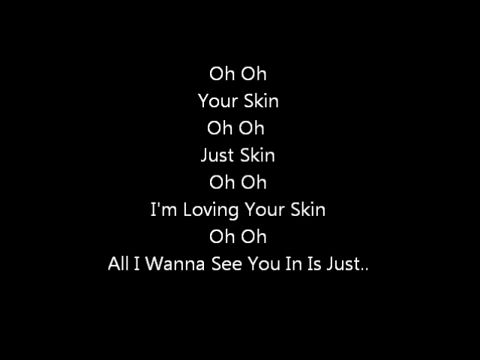 Oh Oh
Your Skin
Oh Oh
Just Skin
Oh Oh
I'm Loving Your Skin
Oh Oh
All I Wanna See You In Is Just..